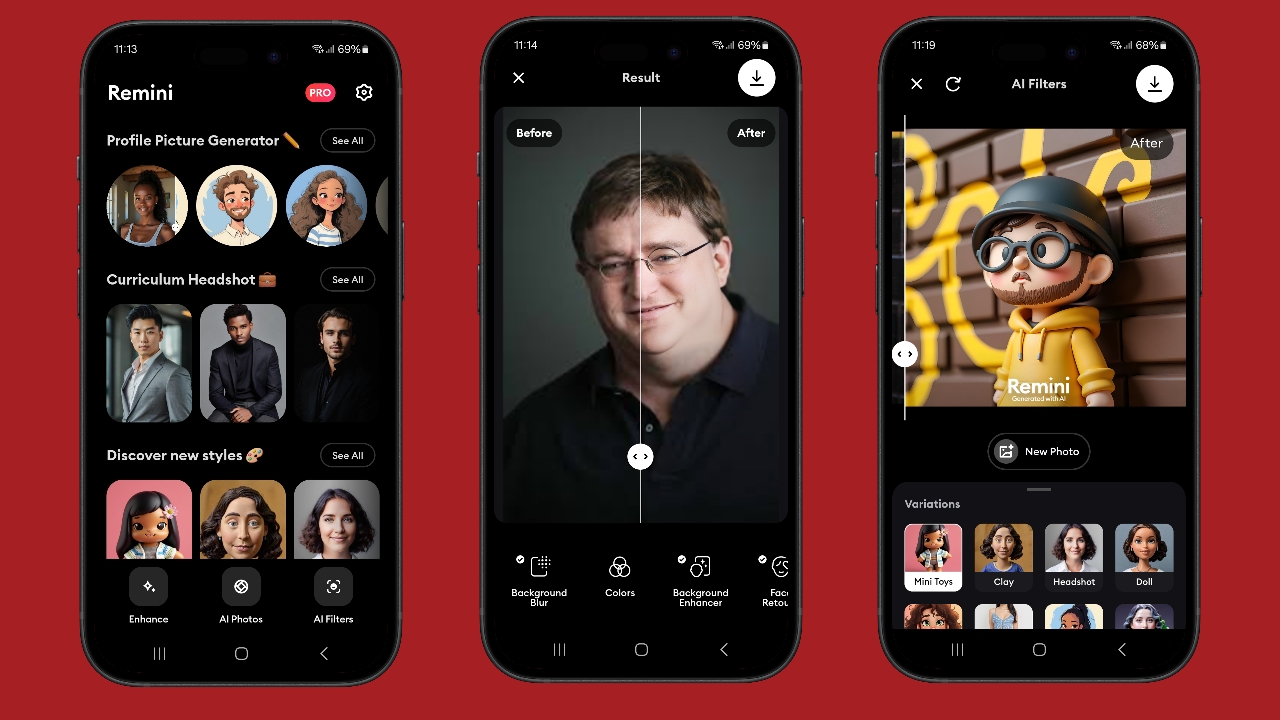 11:13
69%
Remini
PRO
Profile Picture Generator
See All
Curriculum Headshot
See All
Discover new styles
See All
Enhance
AI Photos
AI Filters
11:14
69%
Result
Before
After
Background
Blur
Colors
Background
Enhancer
Face
Retou
11:19
68%
AI Filters
After
Remini
Generated with AI
New Photo
Variations
Mini Toys
Clay
Headshot
Doll